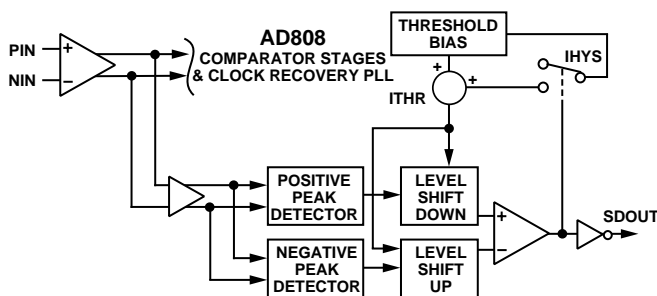 PIN
NIN
+
−
AD808
COMPARATOR STAGES
& CLOCK RECOVERY PLL
THRESHOLD
BIAS
+
+
ITHR
IHYS
POSITIVE
PEAK
DETECTOR
LEVEL
SHIFT
DOWN
NEGATIVE
PEAK
DETECTOR
LEVEL
SHIFT
UP
+
−
SDOUT